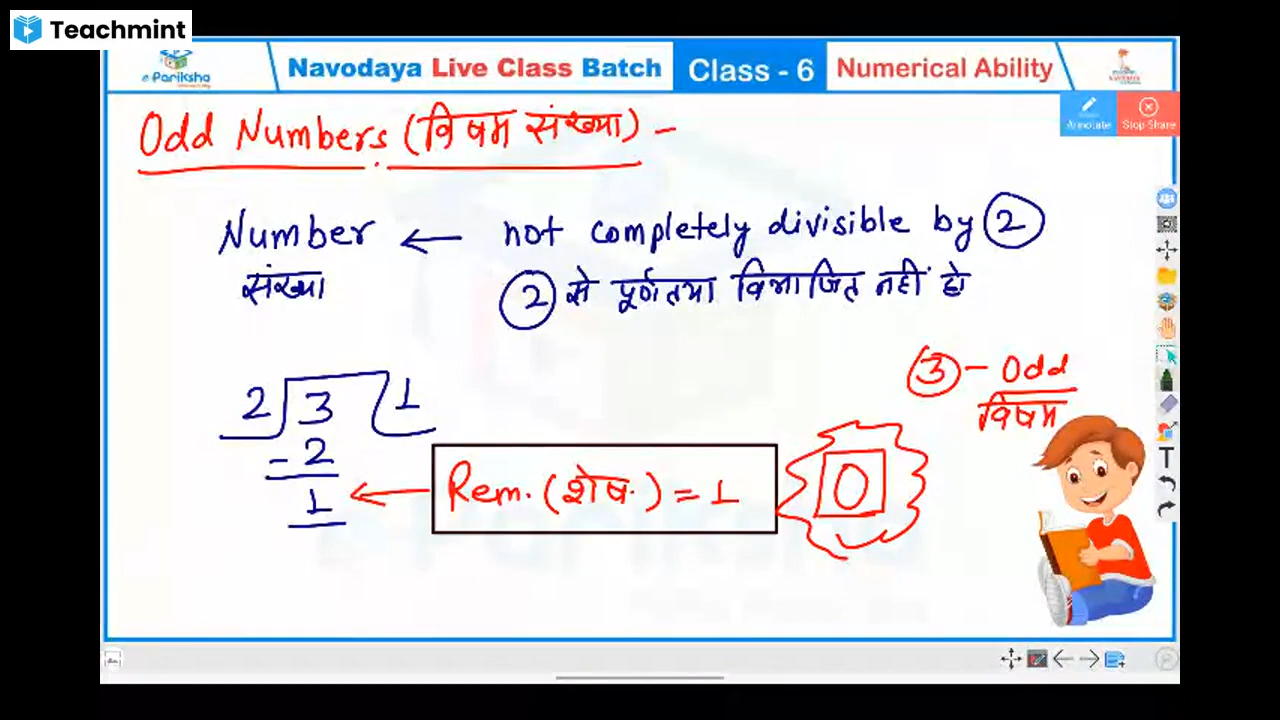 Teachmint
e-Pariksha
Navodaya Live Class Batch
Class - 6
Numerical Ability
Annotate
Stop Share
Odd Numbers (विषम संख्या) -
Number ← not completely divisible by 2
संख्या 2 से पूर्णतया विभाजित नहीं हो
3 - Odd
विषम
2 3 1
- 2
1 ← Rem. (शेष) = 1 0
T